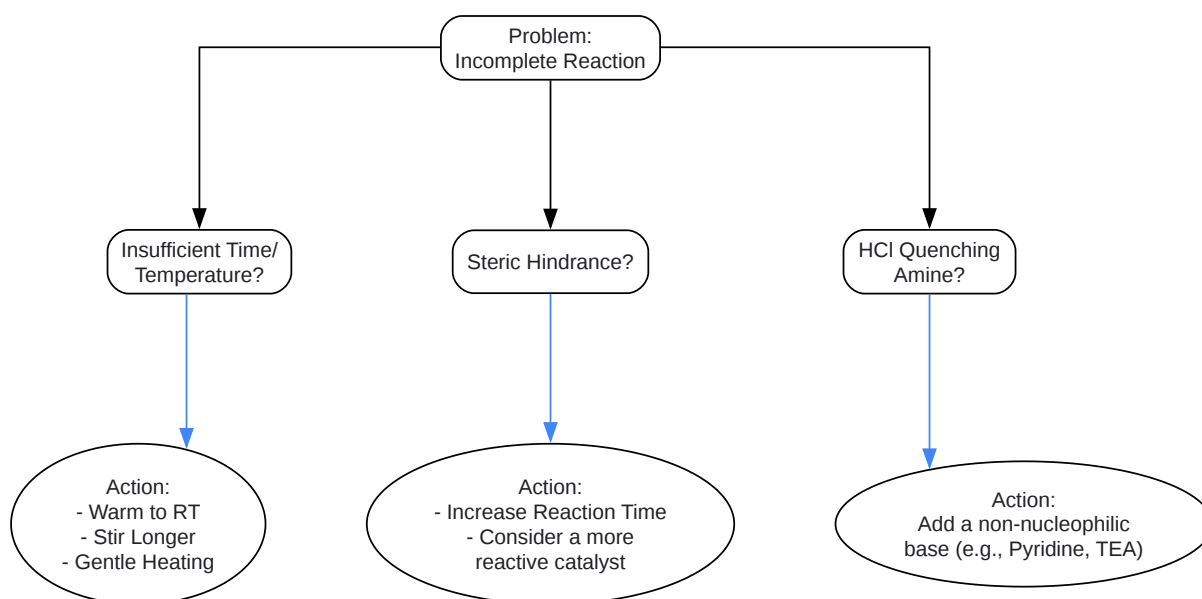 Problem:
Incomplete Reaction
Insufficient Time/
Temperature?
Steric Hindrance?
HCl Quenching
Amine?
Action:
- Warm to RT
- Stir Longer
- Gentle Heating
Action:
- Increase Reaction Time
- Consider a more
reactive catalyst
Action:
Add a non-nucleophilic
base (e.g., Pyridine, TEA)